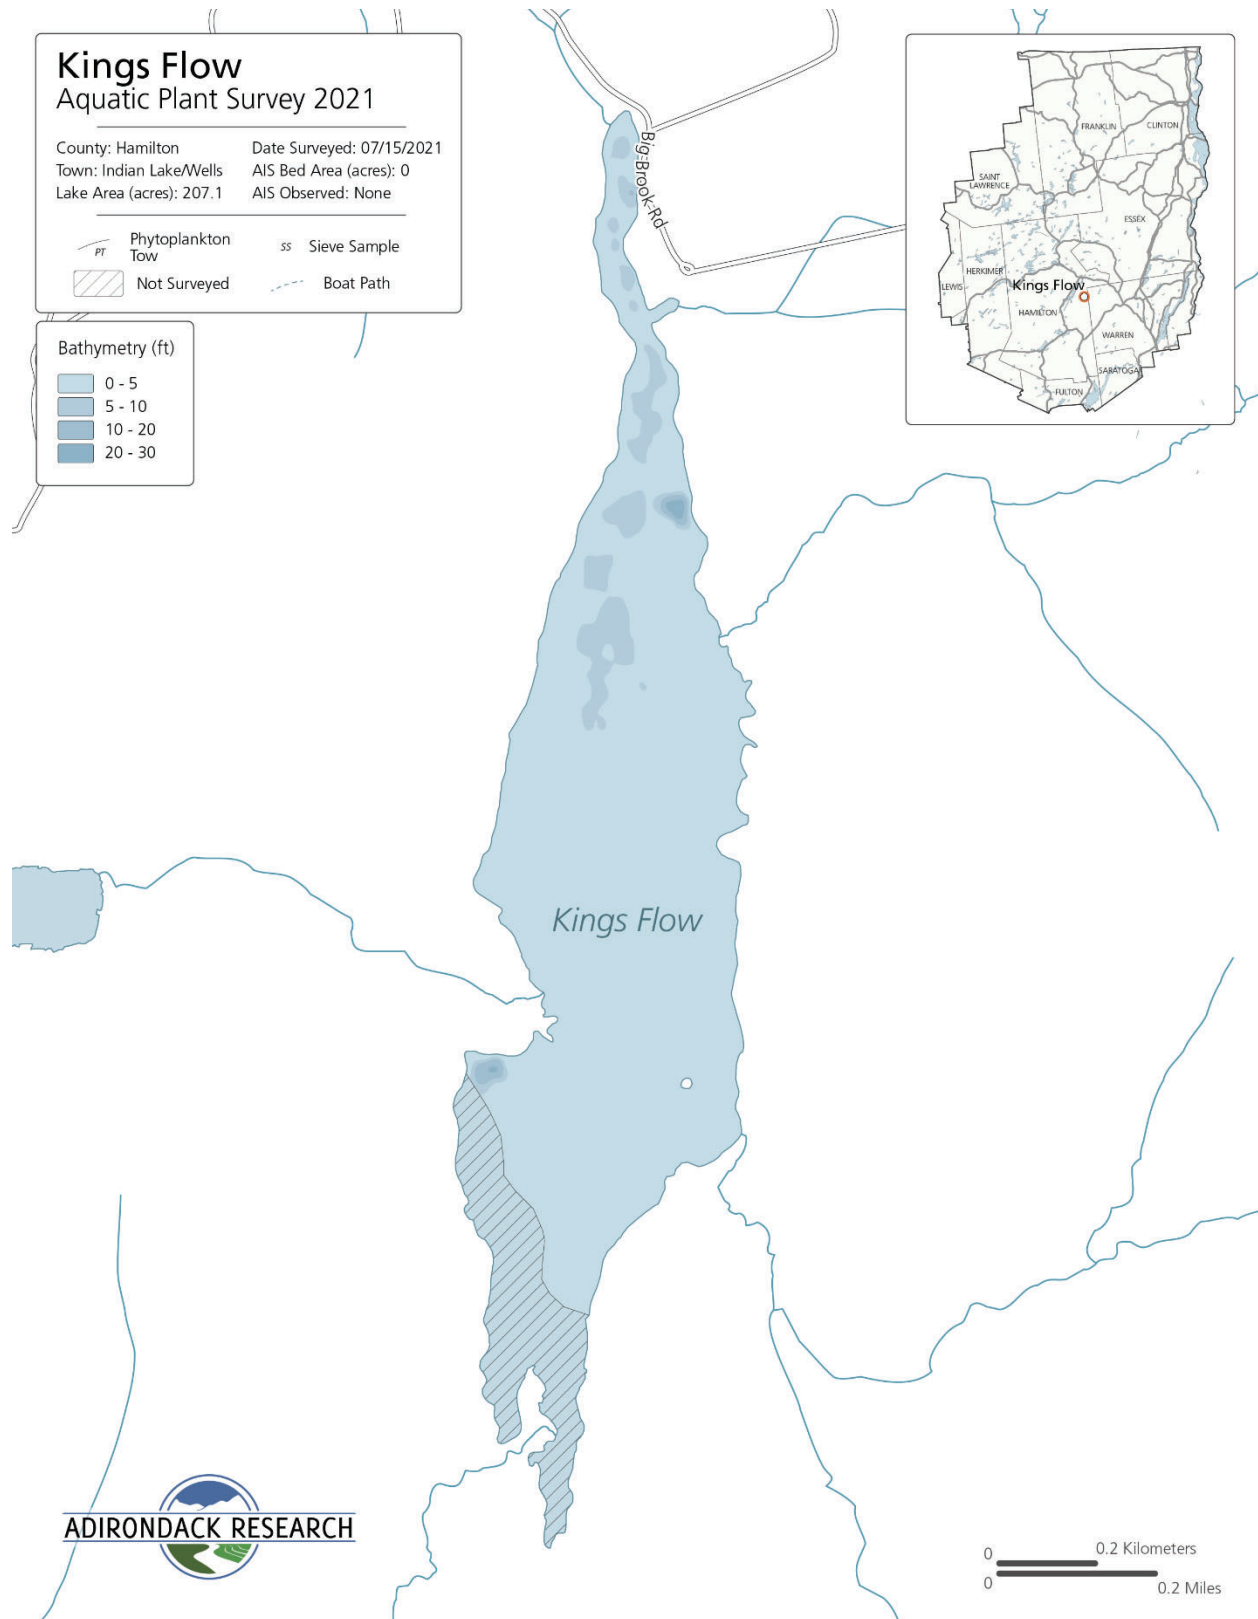 Kings Flow
Aquatic Plant Survey 2021
County: Hamilton
Date Surveyed: 07/15/2021
Town: Indian Lake/Wells
AIS Bed Area (acres): 0
Lake Area (acres): 207.1
AIS Observed: None
PT
Phytoplankton
Tow
SS
Sieve Sample
Not Surveyed
Boat Path
Bathymetry (ft)
0 - 5
5 - 10
10 - 20
20 - 30
Big Brook Rd
FRANKLIN
CLINTON
SAINT
LAWRENCE
ESSEX
HERKIMER
LEWIS
Kings Flow
HAMILTON
WARREN
SARATOGA
FULTON
Kings Flow
ADIRONDACK RESEARCH
0
0.2 Kilometers
0
0.2 Miles